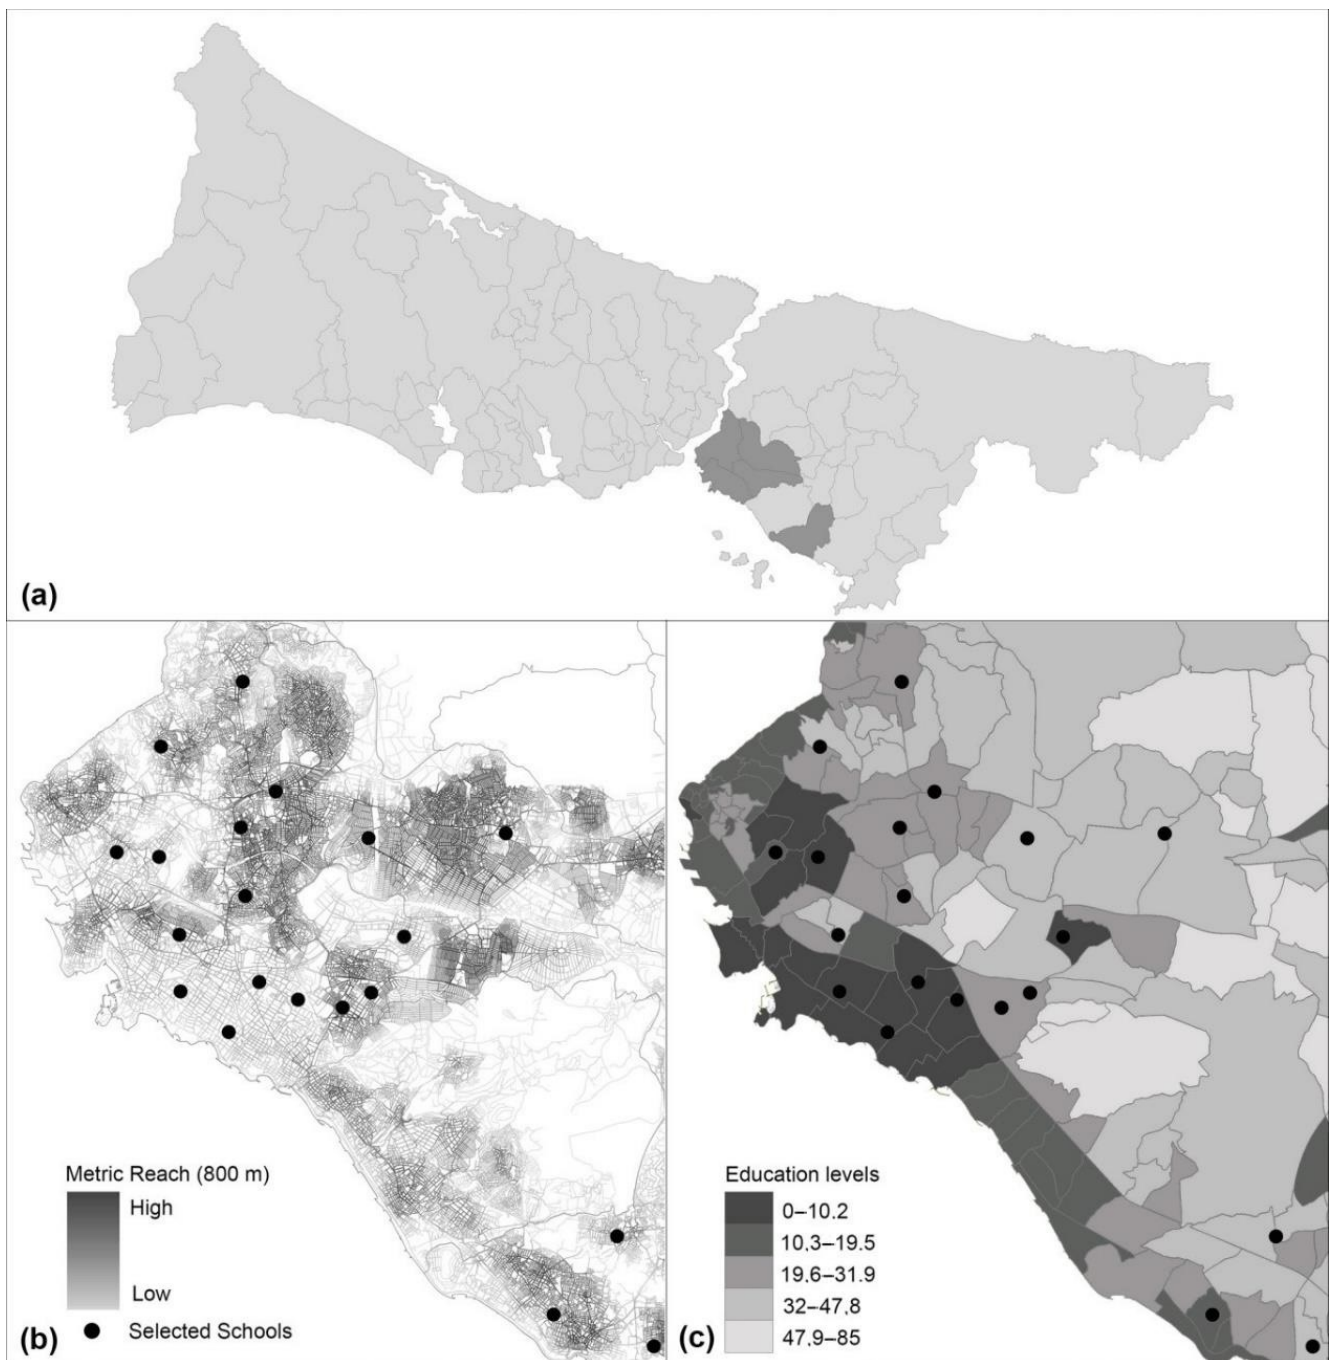 (a)
Metric Reach (800 m)
High
Low
Selected Schools
(b)
Education levels
0–10.2
10,3–19.5
19.6–31.9
32–47,8
47,9–85
(c)